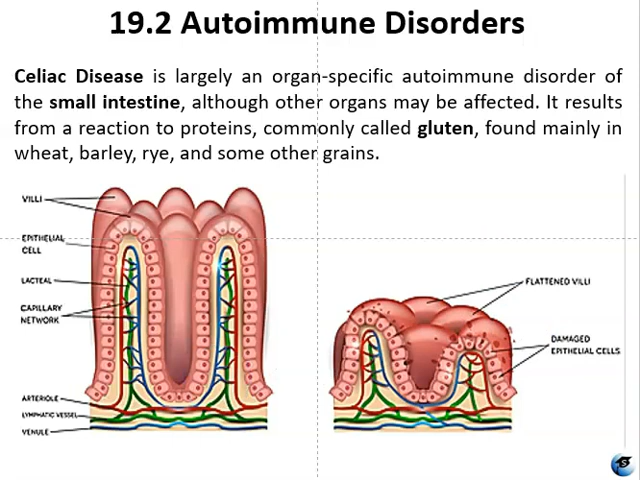 19.2 Autoimmune Disorders
Celiac Disease is largely an organ-specific autoimmune disorder of
the small intestine, although other organs may be affected. It results
from a reaction to proteins, commonly called gluten, found mainly in
wheat, barley, rye, and some other grains.
VILLI
EPITHELIAL
CELL
LACTEAL
CAPILLARY
NETWORK
ARTERIOLE
LYMPHATIC VESSEL
VENULE
FLATTENED VILLI
DAMAGED
EPITHELIAL CELLS
S